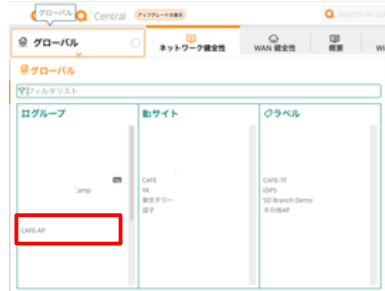 グローバル
Central アップグレードの表示 Search or as
グローバル ネットワーク健全性 WAN 健全性 概要 Wi
グローバル
フィルタリスト
グループ サイト ラベル
CAFE CAFE-7F
amp YK IDPS
東京タワー SD Branch Demo
逗子 その他AP
CAFE-AP